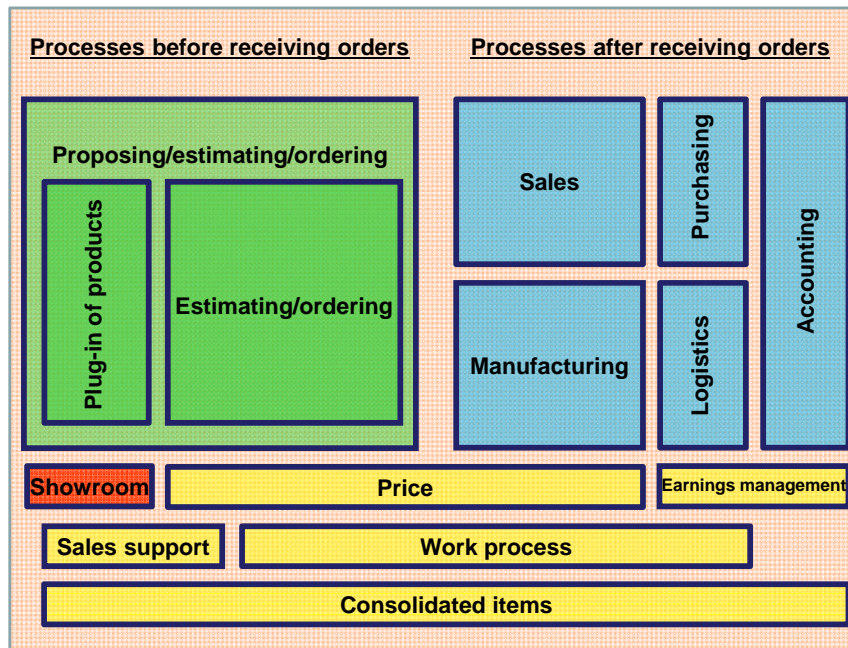 Processes before receiving orders
Processes after receiving orders
Proposing/estimating/ordering
Plug-in of products
Estimating/ordering
Sales
Purchasing
Accounting
Manufacturing
Logistics
Showroom
Price
Earnings management
Sales support
Work process
Consolidated items